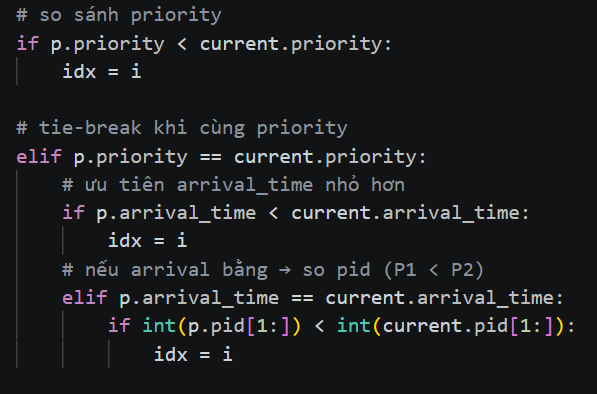 # so sánh priority
if p.priority < current.priority:
    idx = i

# tie-break khi cùng priority
elif p.priority == current.priority:
    # ưu tiên arrival_time nhỏ hơn
    if p.arrival_time < current.arrival_time:
        idx = i
    # nếu arrival bằng → so pid (P1 < P2)
    elif p.arrival_time == current.arrival_time:
        if int(p.pid[1:]) < int(current.pid[1:]):
            idx = i